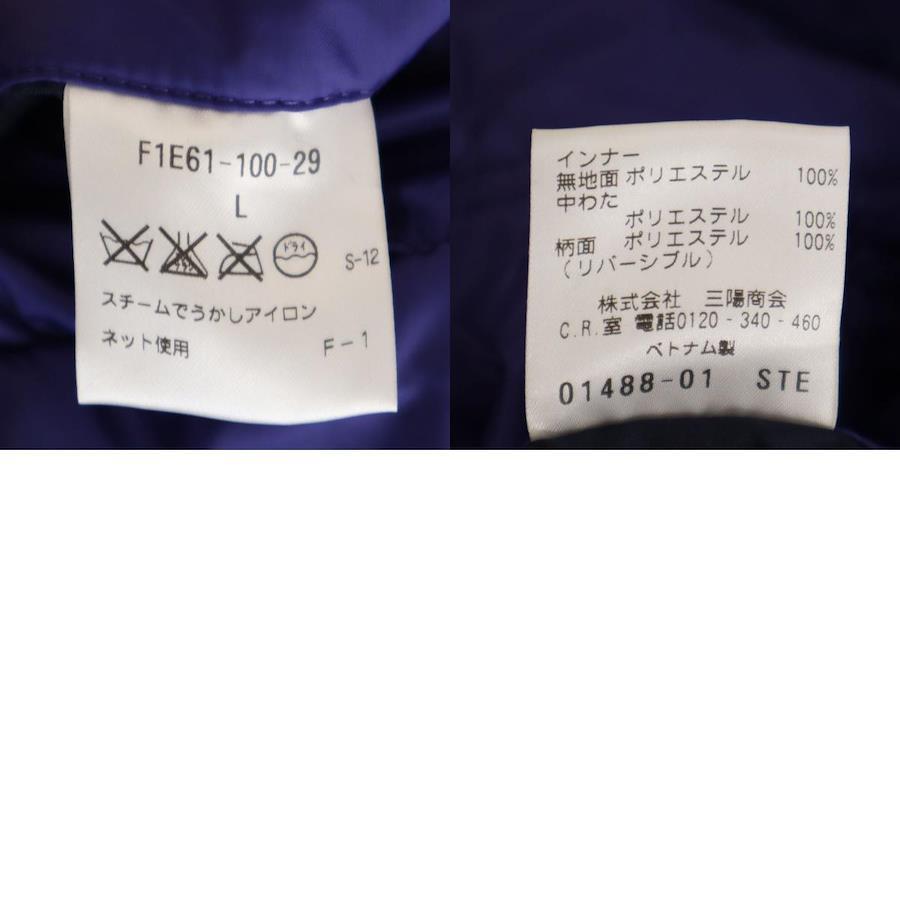 F1E61-100-29
L
ドライ
S-12
スチームでうかしアイロン
ネット使用 F-1
インナー
無地面 ポリエステル 100%
中わた
ポリエステル 100%
柄面 ポリエステル 100%
(リバーシブル)
株式会社 三陽商会
C.R.室 電話0120-340-460
ベトナム製
01488-01 STE